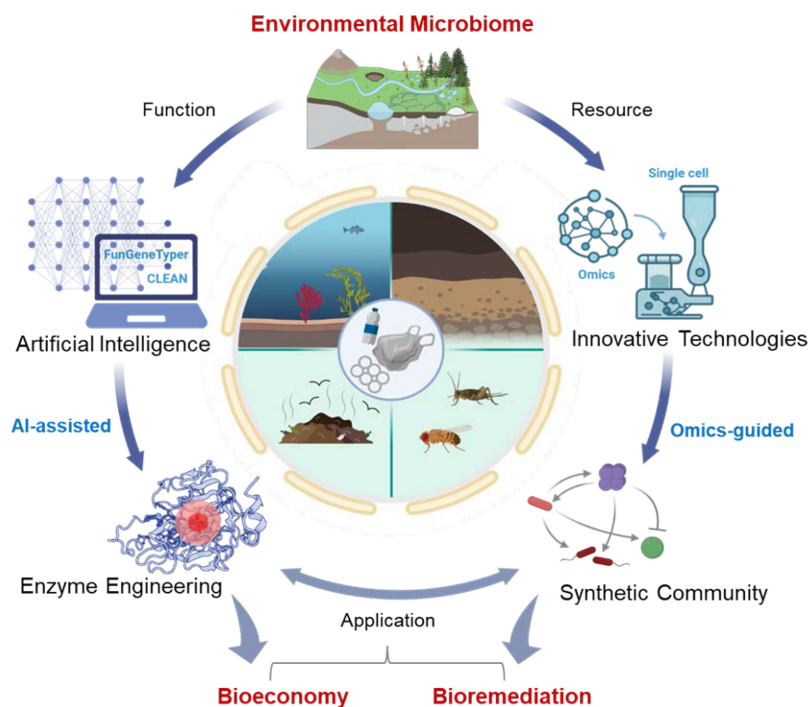 Environmental Microbiome
Function
Resource
Single cell
FunGeneTyper
CLEAN
Omics
Artificial Intelligence
Innovative Technologies
AI-assisted
Omics-guided
Enzyme Engineering
Synthetic Community
Application
Bioeconomy
Bioremediation